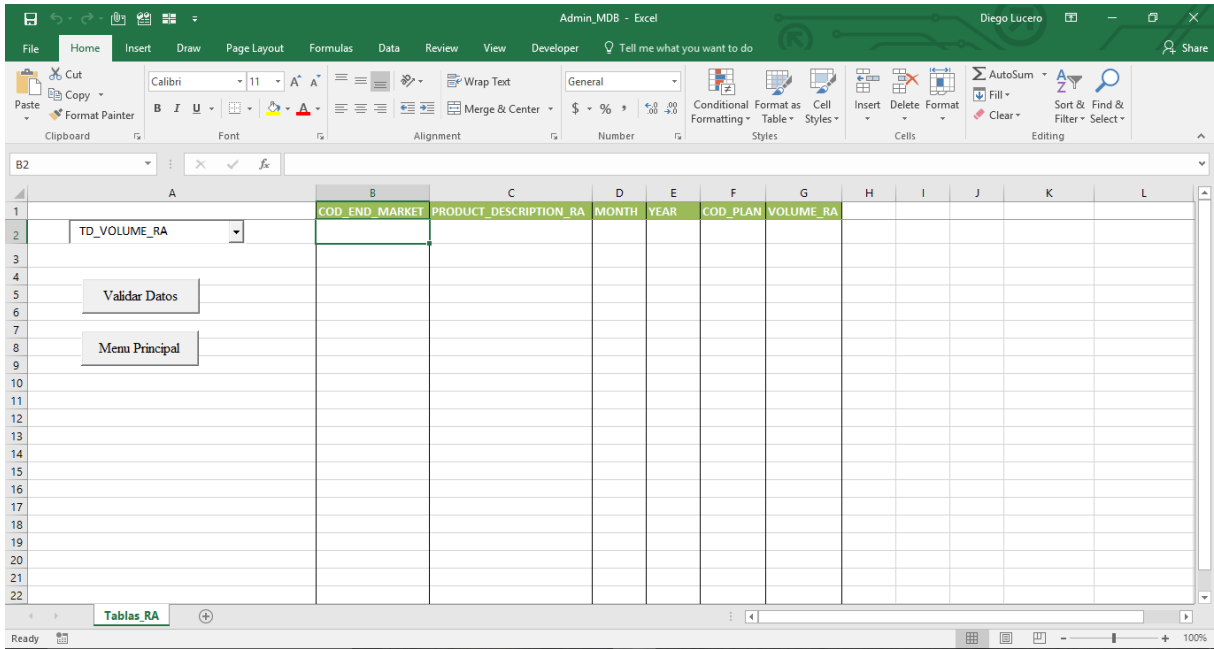 Admin_MDB - Excel
Diego Lucero
File Home Insert Draw Page Layout Formulas Data Review View Developer Tell me what you want to do Share
Paste
Cut
Copy
Format Painter
Clipboard
Calibri 11 A A
B I U A
Font
Wrap Text
Merge & Center
Alignment
General
$ % , .0 .00 .00 .0
Number
Conditional Formatting
Format as Table
Cell Styles
Styles
Insert Delete Format
Cells
AutoSum
Fill
Clear
Sort & Filter
Find & Select
Editing
B2 fx
A B C D E F G H I J K L
1 COD_END_MARKET PRODUCT_DESCRIPTION_RA MONTH YEAR COD_PLAN VOLUME_RA
2 TD_VOLUME_RA
3
4
5 Validar Datos
6
7
8 Menu Principal
9
10
11
12
13
14
15
16
17
18
19
20
21
22
Tablas_RA
Ready 100%